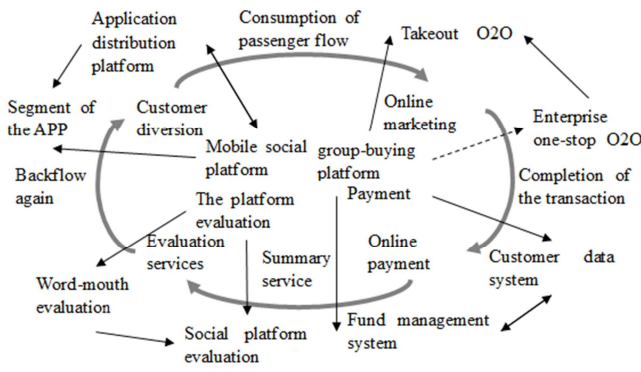 Application
distribution
platform
Consumption of
passenger flow
Takeout O2O
Segment of
the APP
Customer
diversion
Online
marketing
Enterprise
one-stop O2O
Mobile social
platform
group-buying
platform
Payment
Backflow
again
Completion of
the transaction
The platform
evaluation
Evaluation
services
Summary
service
Online
payment
Customer data
system
Word-mouth
evaluation
Social platform
evaluation
Fund management
system